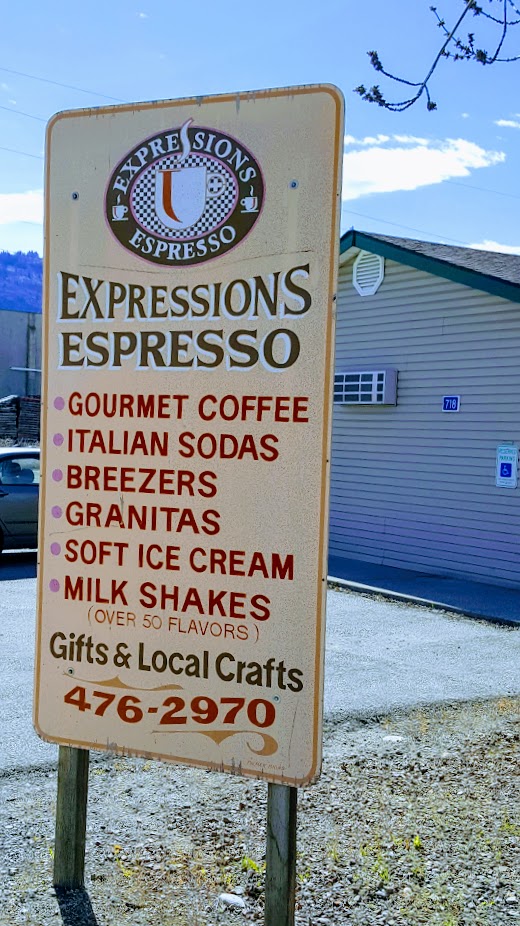 EXPRESSIONS
ESPRESSO
EXPRESSIONS
ESPRESSO
• GOURMET COFFEE
• ITALIAN SODAS
• BREEZERS
• GRANITAS
• SOFT ICE CREAM
• MILK SHAKES
(OVER 50 FLAVORS)
Gifts & Local Crafts
476-2970
718